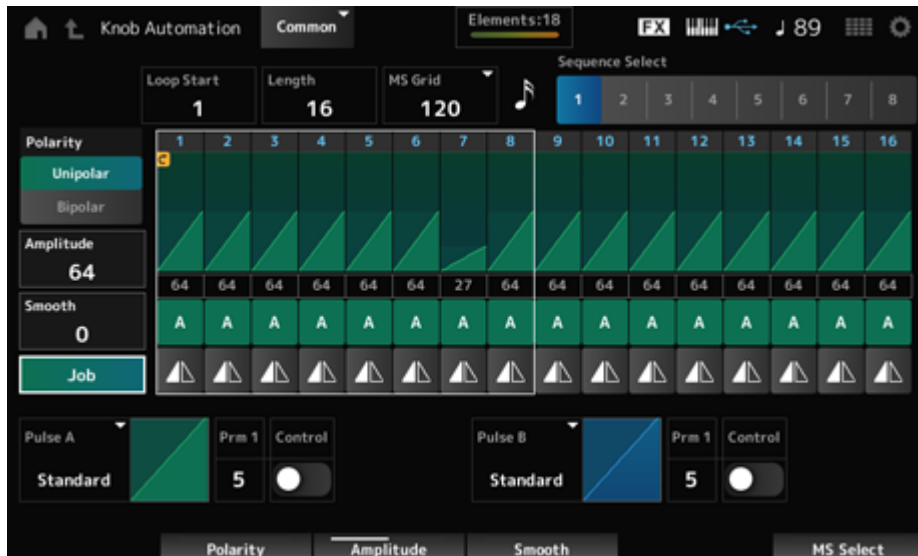 Knob Automation
Common
Elements:18
FX
89
Sequence Select
Loop Start
1
Length
16
MS Grid
120
1 2 3 4 5 6 7 8
Polarity
Unipolar
Bipolar
1 2 3 4 5 6 7 8 9 10 11 12 13 14 15 16
C
Amplitude
64
64 64 64 64 64 64 27 64 64 64 64 64 64 64 64 64
Smooth
0
A A A A A A A A A A A A A A A A
Job
Pulse A
Standard
Prm 1
5
Control
Pulse B
Standard
Prm 1
5
Control
Polarity Amplitude Smooth MS Select